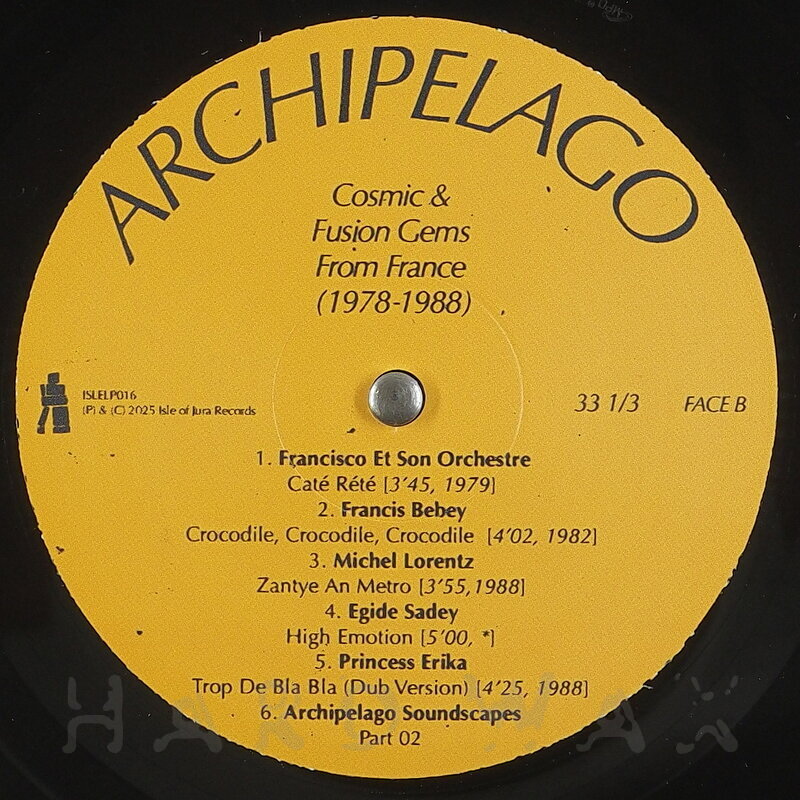 ARCHIPELAGO
Cosmic &
Fusion Gems
From France
(1978-1988)
ISLELP016
(P) & (C) 2025 Isle of Jura Records
33 1/3 FACE B
1. Francisco Et Son Orchestre
Caté Rété [3'45, 1979]
2. Francis Bebey
Crocodile, Crocodile, Crocodile [4'02, 1982]
3. Michel Lorentz
Zantye An Metro [3'55,1988]
4. Egide Sadey
High Emotion [5'00, *]
5. Princess Erika
Trop De Bla Bla (Dub Version) [4'25, 1988]
6. Archipelago Soundscapes
Part 02